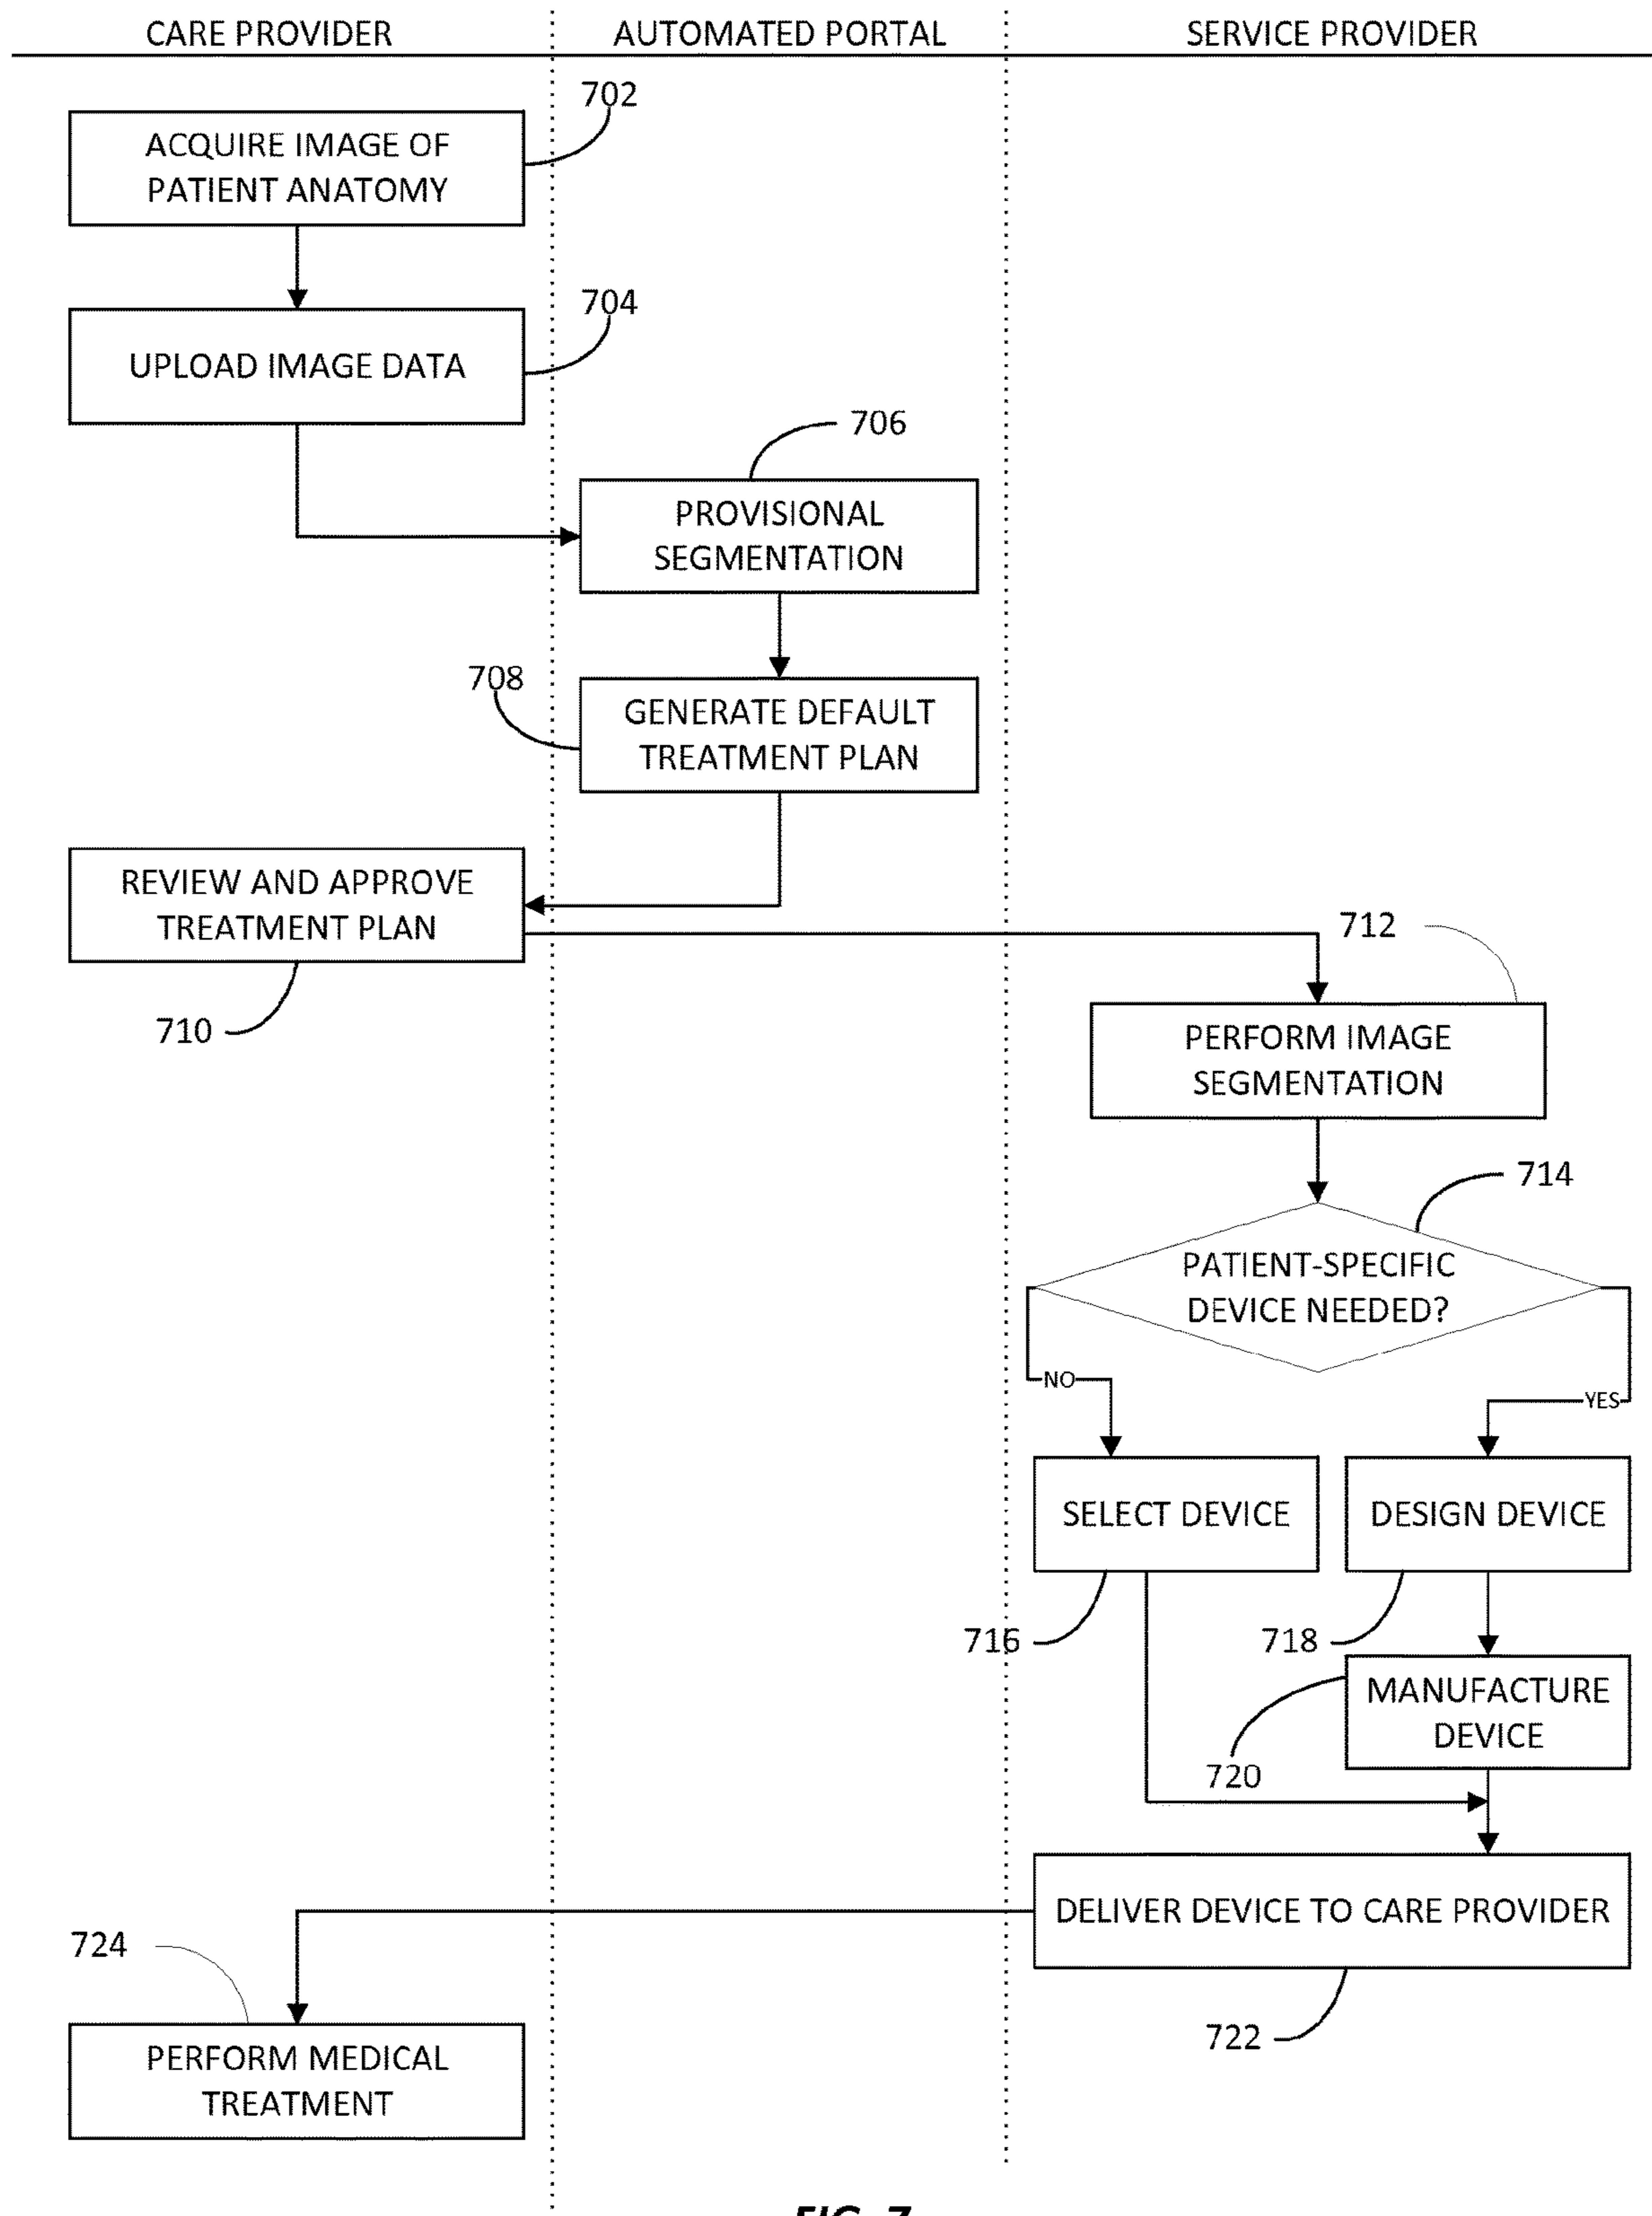 CARE PROVIDER
AUTOMATED PORTAL
SERVICE PROVIDER
702
ACQUIRE IMAGE OF
PATIENT ANATOMY
704
UPLOAD IMAGE DATA
706
PROVISIONAL
SEGMENTATION
708
GENERATE DEFAULT
TREATMENT PLAN
REVIEW AND APPROVE
TREATMENT PLAN
710
712
PERFORM IMAGE
SEGMENTATION
714
PATIENT-SPECIFIC
DEVICE NEEDED?
NO
YES
SELECT DEVICE
DESIGN DEVICE
716
718
MANUFACTURE
DEVICE
720
DELIVER DEVICE TO CARE PROVIDER
722
724
PERFORM MEDICAL
TREATMENT
FIG. 7